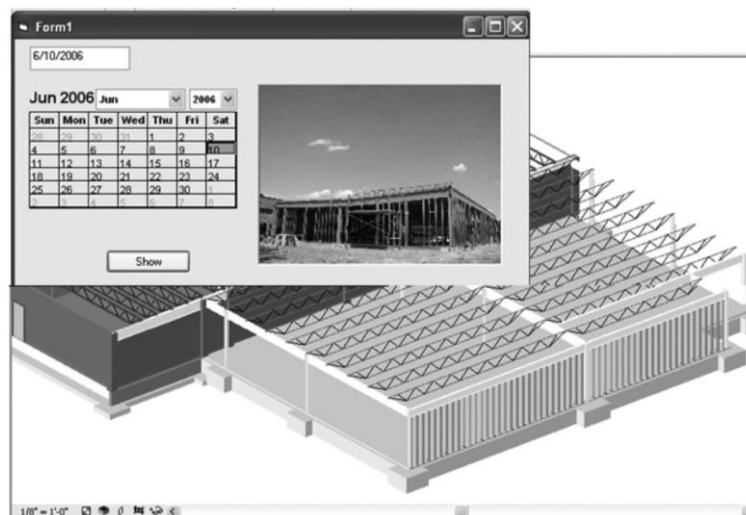 Form1
6/10/2006
Jun 2006 Jun 2006
Sun Mon Tue Wed Thu Fri Sat
28 29 30 31 1 2 3
4 5 6 7 8 9 10
11 12 13 14 15 16 17
18 19 20 21 22 23 24
25 26 27 28 29 30 1
2 3 4 5 6 7 8
Show
1/8" = 1'-0"